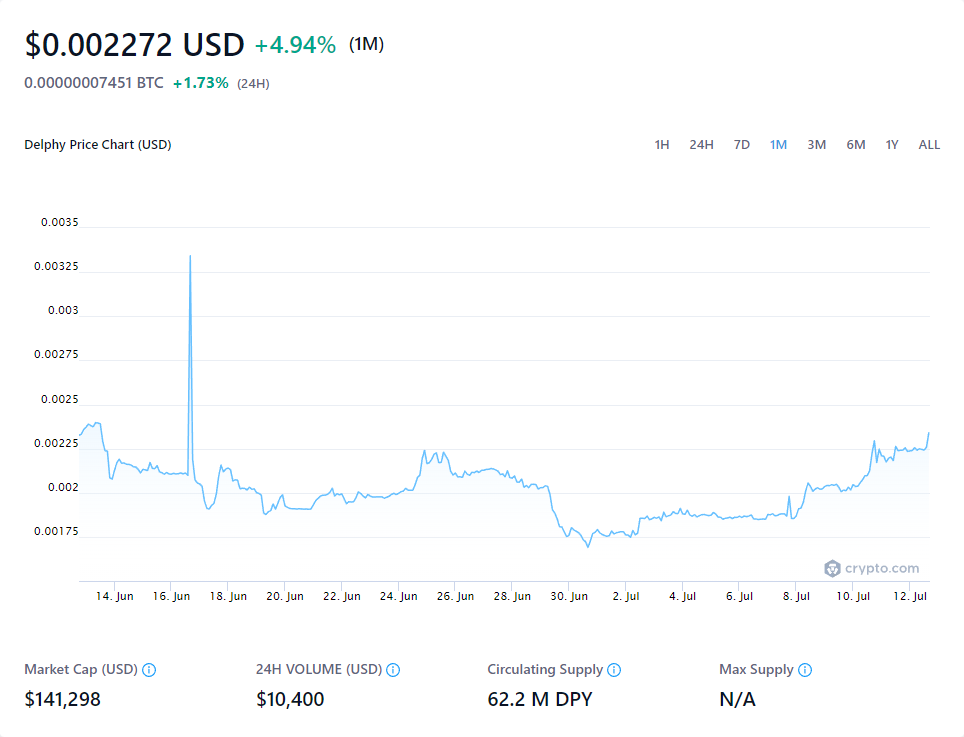 $0.002272 USD +4.94% (1M)
0.00000007451 BTC +1.73% (24H)
Delphy Price Chart (USD) 1H 24H 7D 1M 3M 6M 1Y ALL
0.0035
0.00325
0.003
0.00275
0.0025
0.00225
0.002
0.00175
crypto.com
14. Jun 16. Jun 18. Jun 20. Jun 22. Jun 24. Jun 26. Jun 28. Jun 30. Jun 2. Jul 4. Jul 6. Jul 8. Jul 10. Jul 12. Jul
Market Cap (USD) 24H VOLUME (USD) Circulating Supply Max Supply
$141,298 $10,400 62.2 M DPY N/A